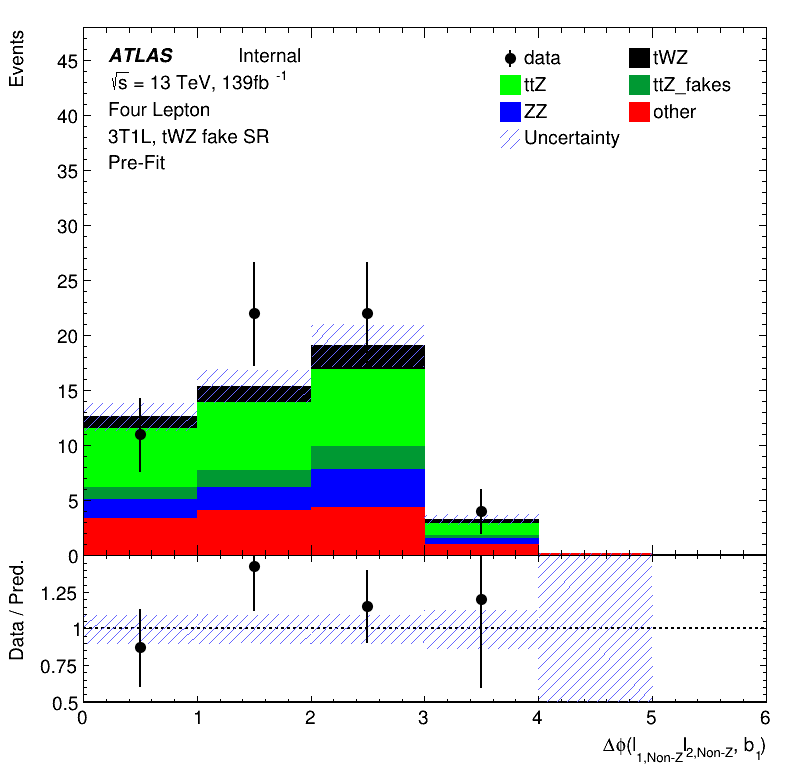 Events
45
40
35
30
25
20
15
10
5
0
ATLAS Internal
√s = 13 TeV, 139fb⁻¹
Four Lepton
3T1L, tWZ fake SR
Pre-Fit
data tWZ
ttZ ttZ_fakes
ZZ other
Uncertainty
Data / Pred.
1.25
1
0.75
0.5
0 1 2 3 4 5 6
Δϕ(l1,Non-Z l2,Non-Z, b1)